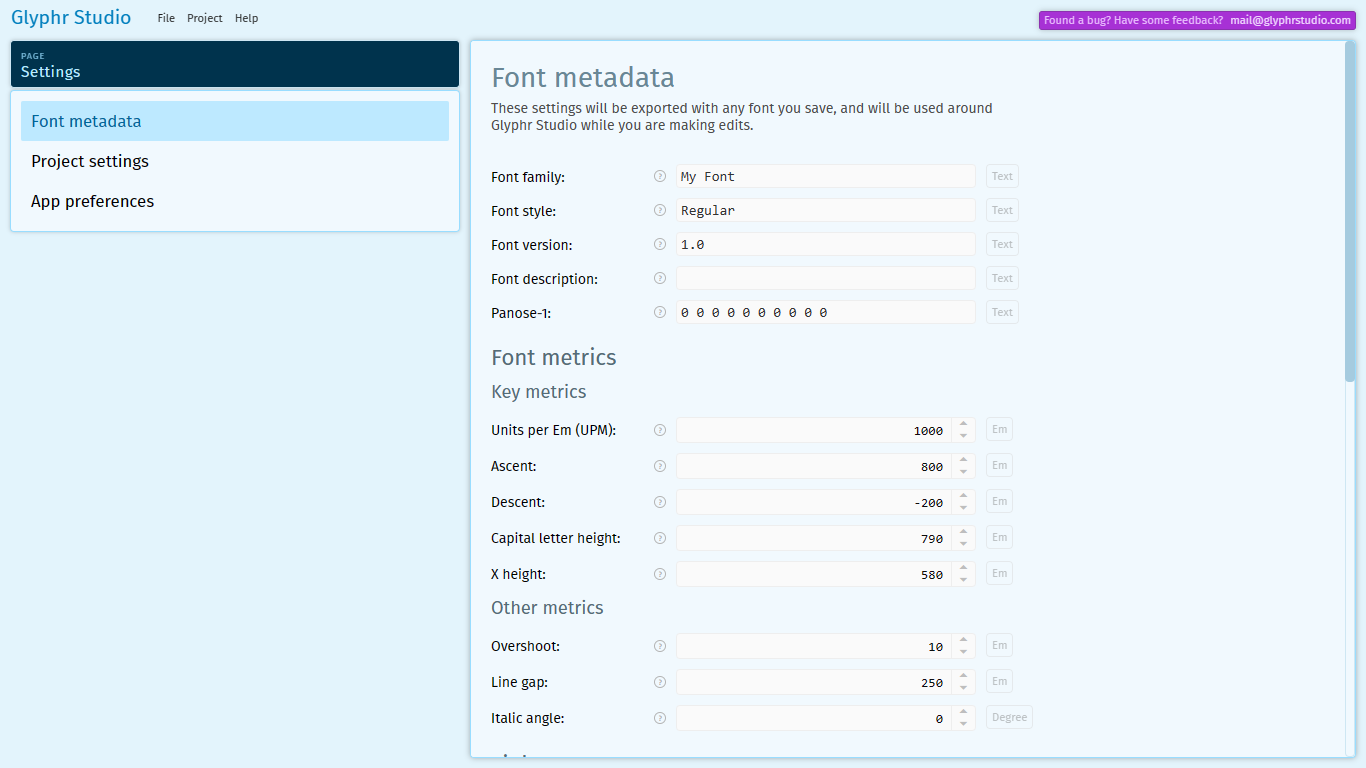 Glyphr Studio File Project Help
Found a bug? Have some feedback? mail@glyphrstudio.com
PAGE
Settings
Font metadata
Project settings
App preferences
Font metadata
These settings will be exported with any font you save, and will be used around
Glyphr Studio while you are making edits.
Font family: ? My Font Text
Font style: ? Regular Text
Font version: ? 1.0 Text
Font description: ? Text
Panose-1: ? 0 0 0 0 0 0 0 0 0 0 Text
Font metrics
Key metrics
Units per Em (UPM): ? 1000 Em
Ascent: ? 800 Em
Descent: ? -200 Em
Capital letter height: ? 790 Em
X height: ? 580 Em
Other metrics
Overshoot: ? 10 Em
Line gap: ? 250 Em
Italic angle: ? 0 Degree